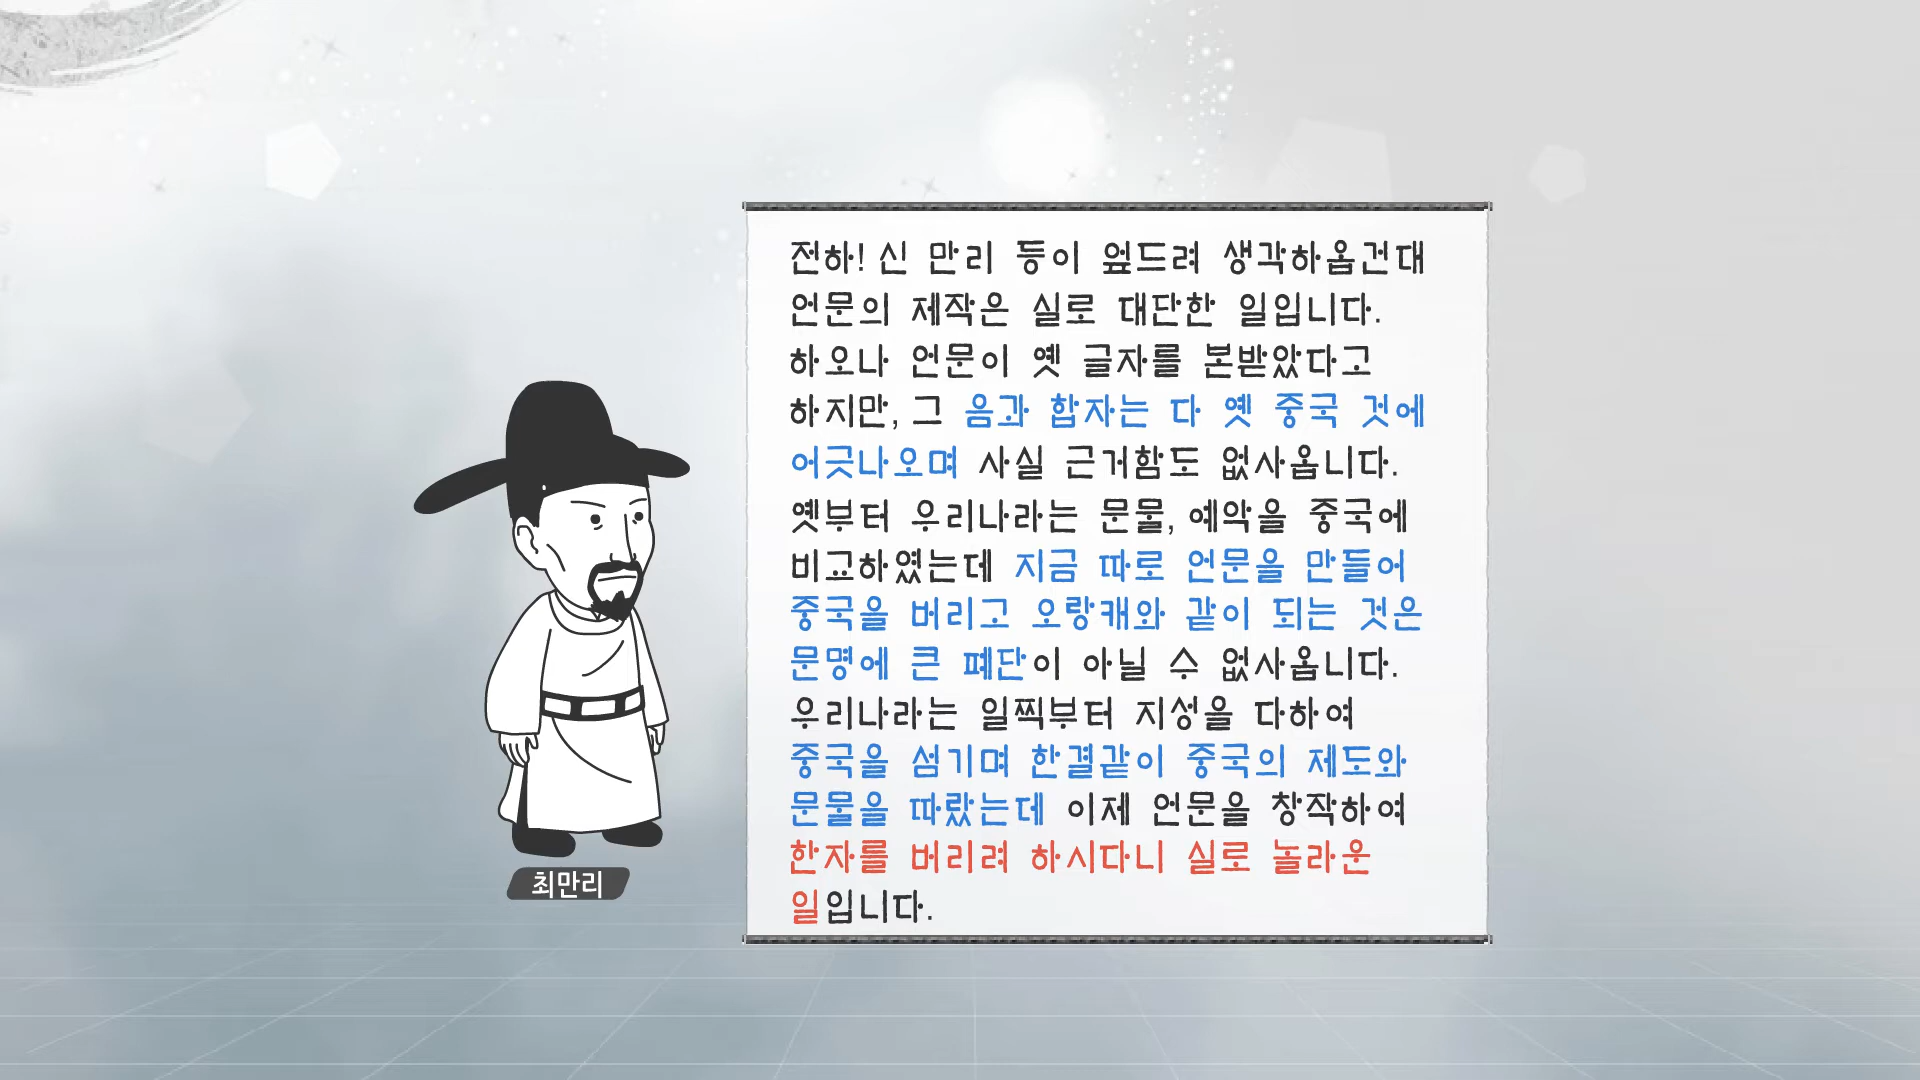 전하! 신 만리 등이 엎드려 생각하옵건대
언문의 제작은 실로 대단한 일입니다.
하오나 언문이 옛 글자를 본받았다고
하지만, 그 음과 합자는 다 옛 중국 것에
어긋나오며 사실 근거함도 없사옵니다.
옛부터 우리나라는 문물, 예악을 중국에
비교하였는데 지금 따로 언문을 만들어
중국을 버리고 오랑캐와 같이 되는 것은
문명에 큰 폐단이 아닐 수 없사옵니다.
우리나라는 일찍부터 지성을 다하여
중국을 섬기며 한결같이 중국의 제도와
문물을 따랐는데 이제 언문을 창작하여
한자를 버리려 하시다니 실로 놀라운
일입니다.
최만리